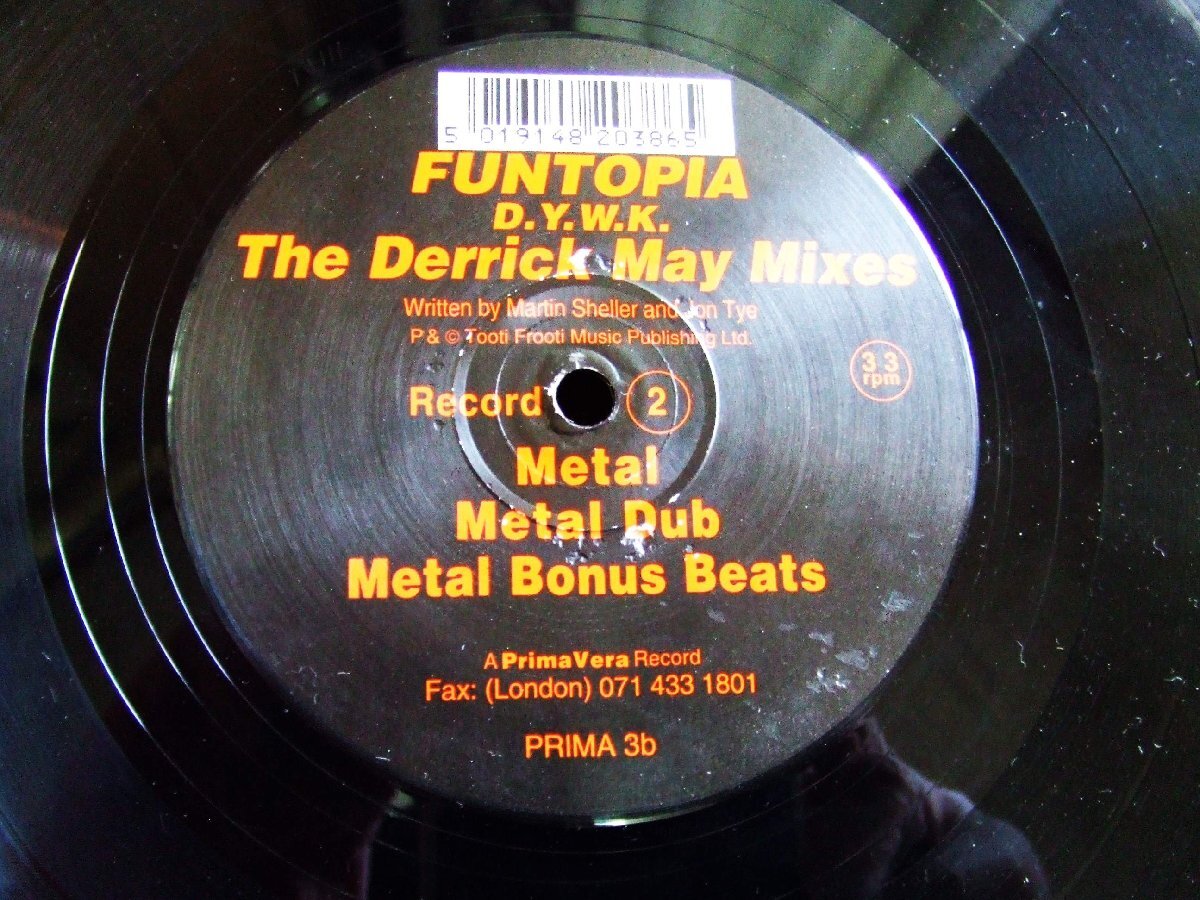 5 019148 203865
FUNTOPIA
D.Y.W.K.
The Derrick May Mixes
Written by Martin Sheller and Jon Tye
P & © Tooti Frooti Music Publishing Ltd.
33
rpm
Record 2
Metal
Metal Dub
Metal Bonus Beats
A PrimaVera Record
Fax: (London) 071 433 1801
PRIMA 3b